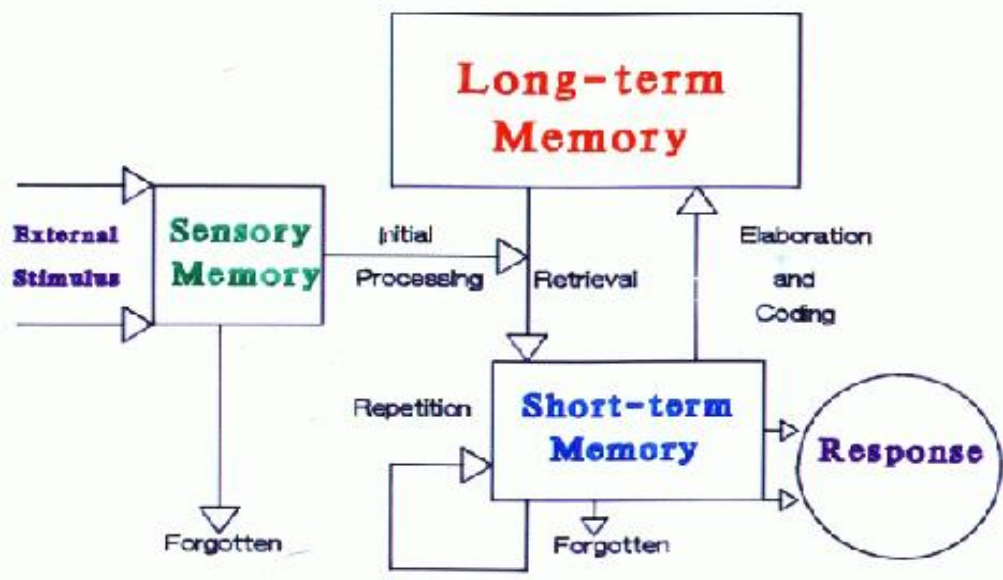 Long-term
Memory
External
Stimulus
Sensory
Memory
Initial
Processing
Retrieval
Elaboration
and
Coding
Repetition
Short-term
Memory
Response
Forgotten
Forgotten